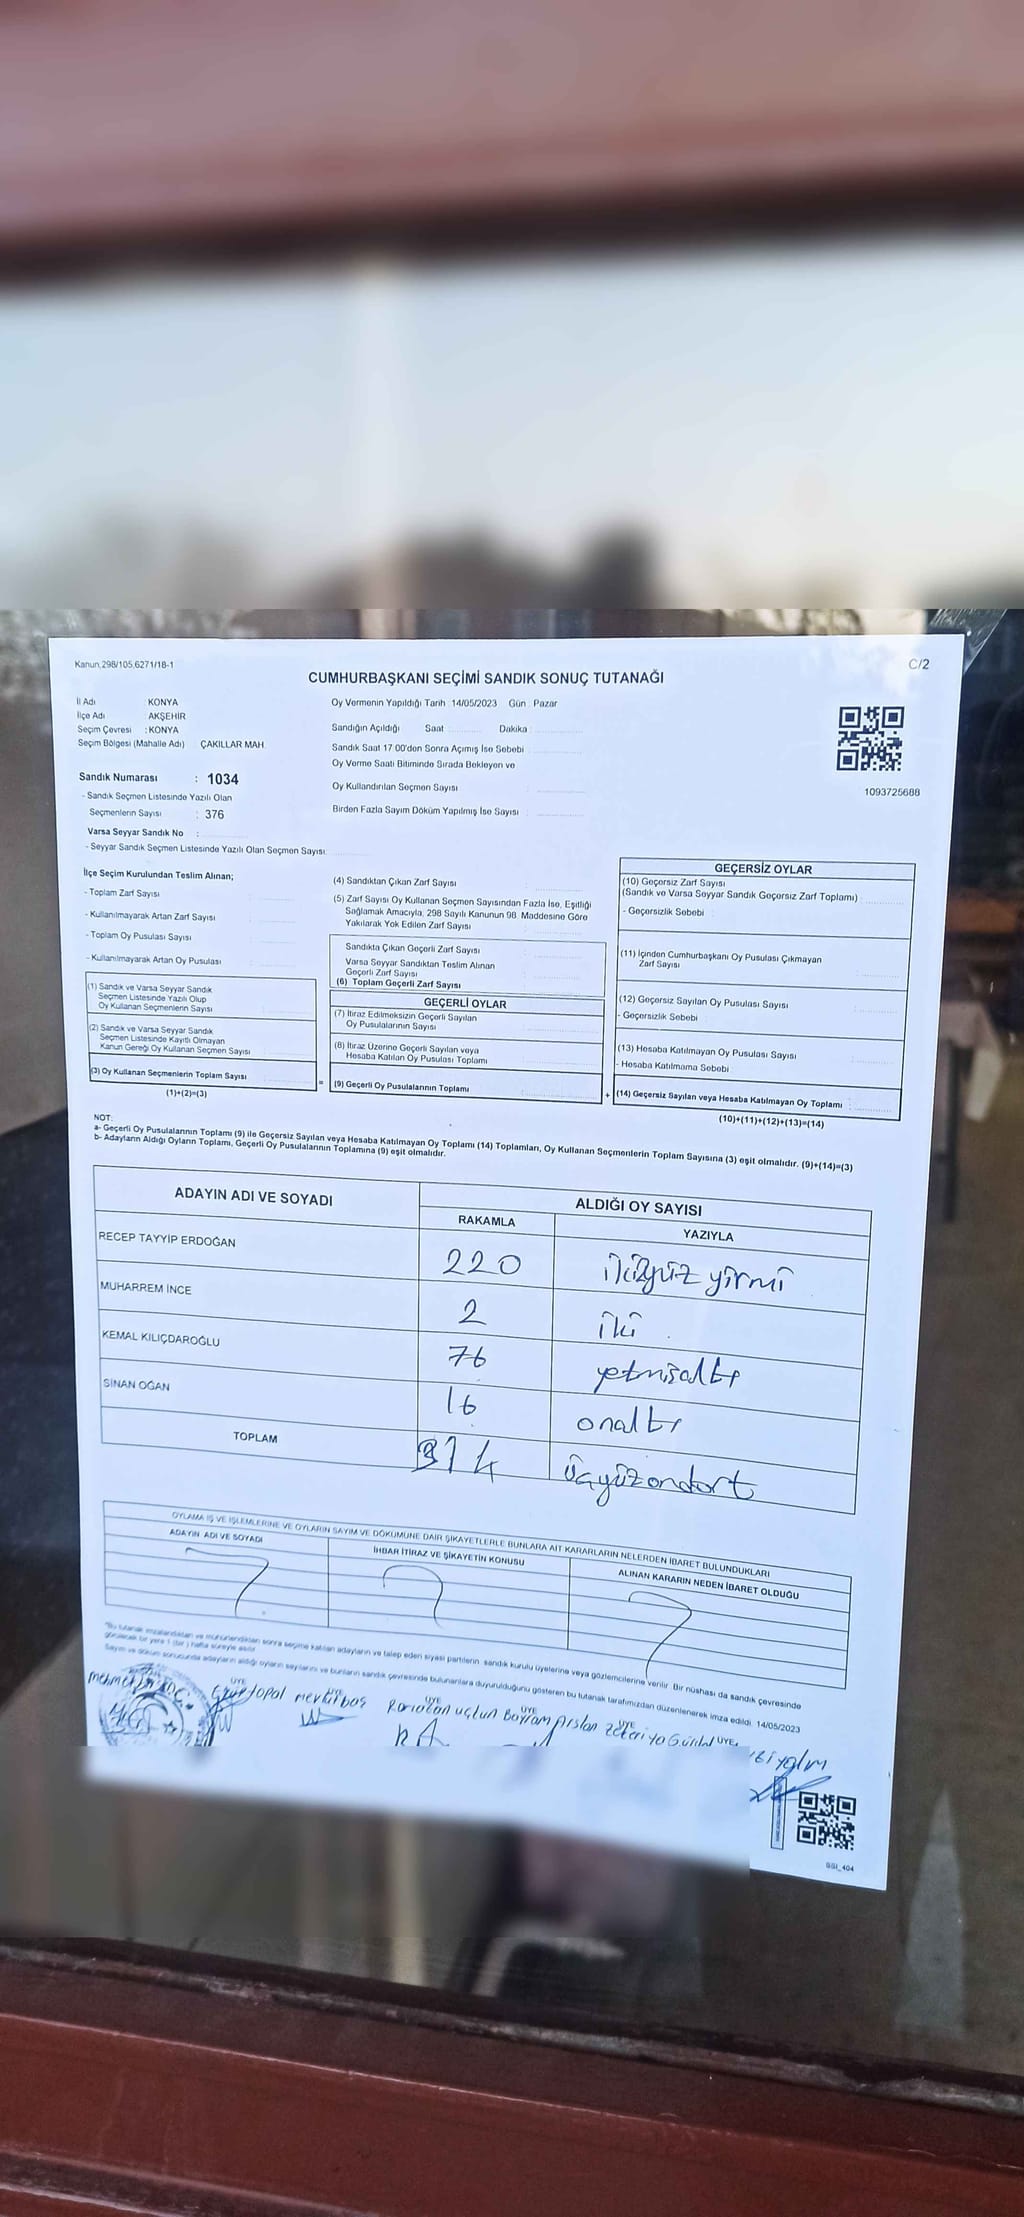 Kanun,298/105,6271/18-1
C/2
CUMHURBAŞKANI SEÇİMİ SANDIK SONUÇ TUTANAĞI
İl Adı KONYA
İlçe Adı AKŞEHİR
Seçim Çevresi : KONYA
Seçim Bölgesi (Mahalle Adı) ÇAKILLAR MAH.
Sandık Numarası : 1034
- Sandık Seçmen Listesinde Yazılı Olan
Seçmenlerin Sayısı : 376
Varsa Seyyar Sandık No :
- Seyyar Sandık Seçmen Listesinde Yazılı Olan Seçmen Sayısı:
Oy Vermenin Yapıldığı Tarih 14/05/2023 Gün : Pazar
Sandığın Açıldığı Saat Dakika :
Sandık Saat 17 00'den Sonra Açımış İse Sebebi :
Oy Verme Saati Bitiminde Sırada Bekleyen ve
Oy Kullandırılan Seçmen Sayısı :
Birden Fazla Sayım Döküm Yapılmış İse Sayısı :
1093725688
İlçe Seçim Kurulundan Teslim Alınan;
- Toplam Zarf Sayısı
- Kullanılmayarak Artan Zarf Sayısı
- Toplam Oy Pusulası Sayısı
- Kullanılmayarak Artan Oy Pusulası
(1) Sandık ve Varsa Seyyar Sandık
Seçmen Listesinde Yazılı Olup
Oy Kullanan Seçmenlerin Sayısı
(2) Sandık ve Varsa Seyyar Sandık
Seçmen Listesinde Kayıtlı Olmayan
Kanun Gereği Oy Kullanan Seçmen Sayısı
(3) Oy Kullanan Seçmenlerin Toplam Sayısı
(1)+(2)=(3)
(4) Sandıktan Çıkan Zarf Sayısı
(5) Zarf Sayısı Oy Kullanan Seçmen Sayısından Fazla İse, Eşitliği
Sağlamak Amacıyla, 298 Sayılı Kanunun 98. Maddesine Göre
Yakılarak Yok Edilen Zarf Sayısı
Sandıkta Çıkan Geçerli Zarf Sayısı
Varsa Seyyar Sandıktan Teslim Alınan
Geçerli Zarf Sayısı
(6) Toplam Geçerli Zarf Sayısı
GEÇERLİ OYLAR
(7) İtiraz Edilmeksizin Geçerli Sayılan
Oy Pusulalarının Sayısı
(8) İtiraz Üzerine Geçerli Sayılan veya
Hesaba Katılan Oy Pusulası Toplamı
= (9) Geçerli Oy Pusulalarının Toplamı
GEÇERSİZ OYLAR
(10) Geçersiz Zarf Sayısı
(Sandık ve Varsa Seyyar Sandık Geçersiz Zarf Toplamı)
- Geçersizlik Sebebi :
(11) İçinden Cumhurbaşkanı Oy Pusulası Çıkmayan
Zarf Sayısı
(12) Geçersiz Sayılan Oy Pusulası Sayısı
- Geçersizlik Sebebi :
(13) Hesaba Katılmayan Oy Pusulası Sayısı
- Hesaba Katılmama Sebebi :
+ (14) Geçersiz Sayılan veya Hesaba Katılmayan Oy Toplamı
(10)+(11)+(12)+(13)=(14)
NOT:
a- Geçerli Oy Pusulalarının Toplamı (9) ile Geçersiz Sayılan veya Hesaba Katılmayan Oy Toplamı (14) Toplamları, Oy Kullanan Seçmenlerin Toplam Sayısına (3) eşit olmalıdır. (9)+(14)=(3)
b- Adayların Aldığı Oyların Toplamı, Geçerli Oy Pusulalarının Toplamına (9) eşit olmalıdır.
ADAYIN ADI VE SOYADI ALDIĞI OY SAYISI
RAKAMLA YAZIYLA
RECEP TAYYİP ERDOĞAN 220 ikiyüz yirmi
MUHARREM İNCE 2 iki
KEMAL KILIÇDAROĞLU 76 yetmişaltı
SİNAN OĞAN 16 onaltı
TOPLAM 314 üçyüzondört
OYLAMA İŞ VE İŞLEMLERİNE VE OYLARIN SAYIM VE DÖKÜMÜNE DAİR ŞİKAYETLERLE BUNLARA AİT KARARLARIN NELERDEN İBARET BULUNDUKLARI
ADAYIN ADI VE SOYADI İHBAR İTİRAZ VE ŞİKAYETİN KONUSU ALINAN KARARIN NEDEN İBARET OLDUĞU
"Bu tutanak imzalandıktan ve mühürlendikten sonra seçime katılan adayların ve talep eden siyasi partilerin sandık kurulu üyelerine veya gözlemcilerine verilir. Bir nüshası da sandık çevresinde
görülecek bir yere 1 (bir) hafta süreyle asılır.
Sayım ve döküm sonucunda adayların aldığı oyların sayılarını ve bunların sandık çevresinde bulunanlara duyurulduğunu gösteren bu tutanak tarafımızdan düzenlenerek imza edildi. 14/05/2023
ÜYE ÜYE ÜYE ÜYE ÜYE ÜYE
Topal Mevlüt Ramazan Bayram Arslan Zekeriya
SSI_404